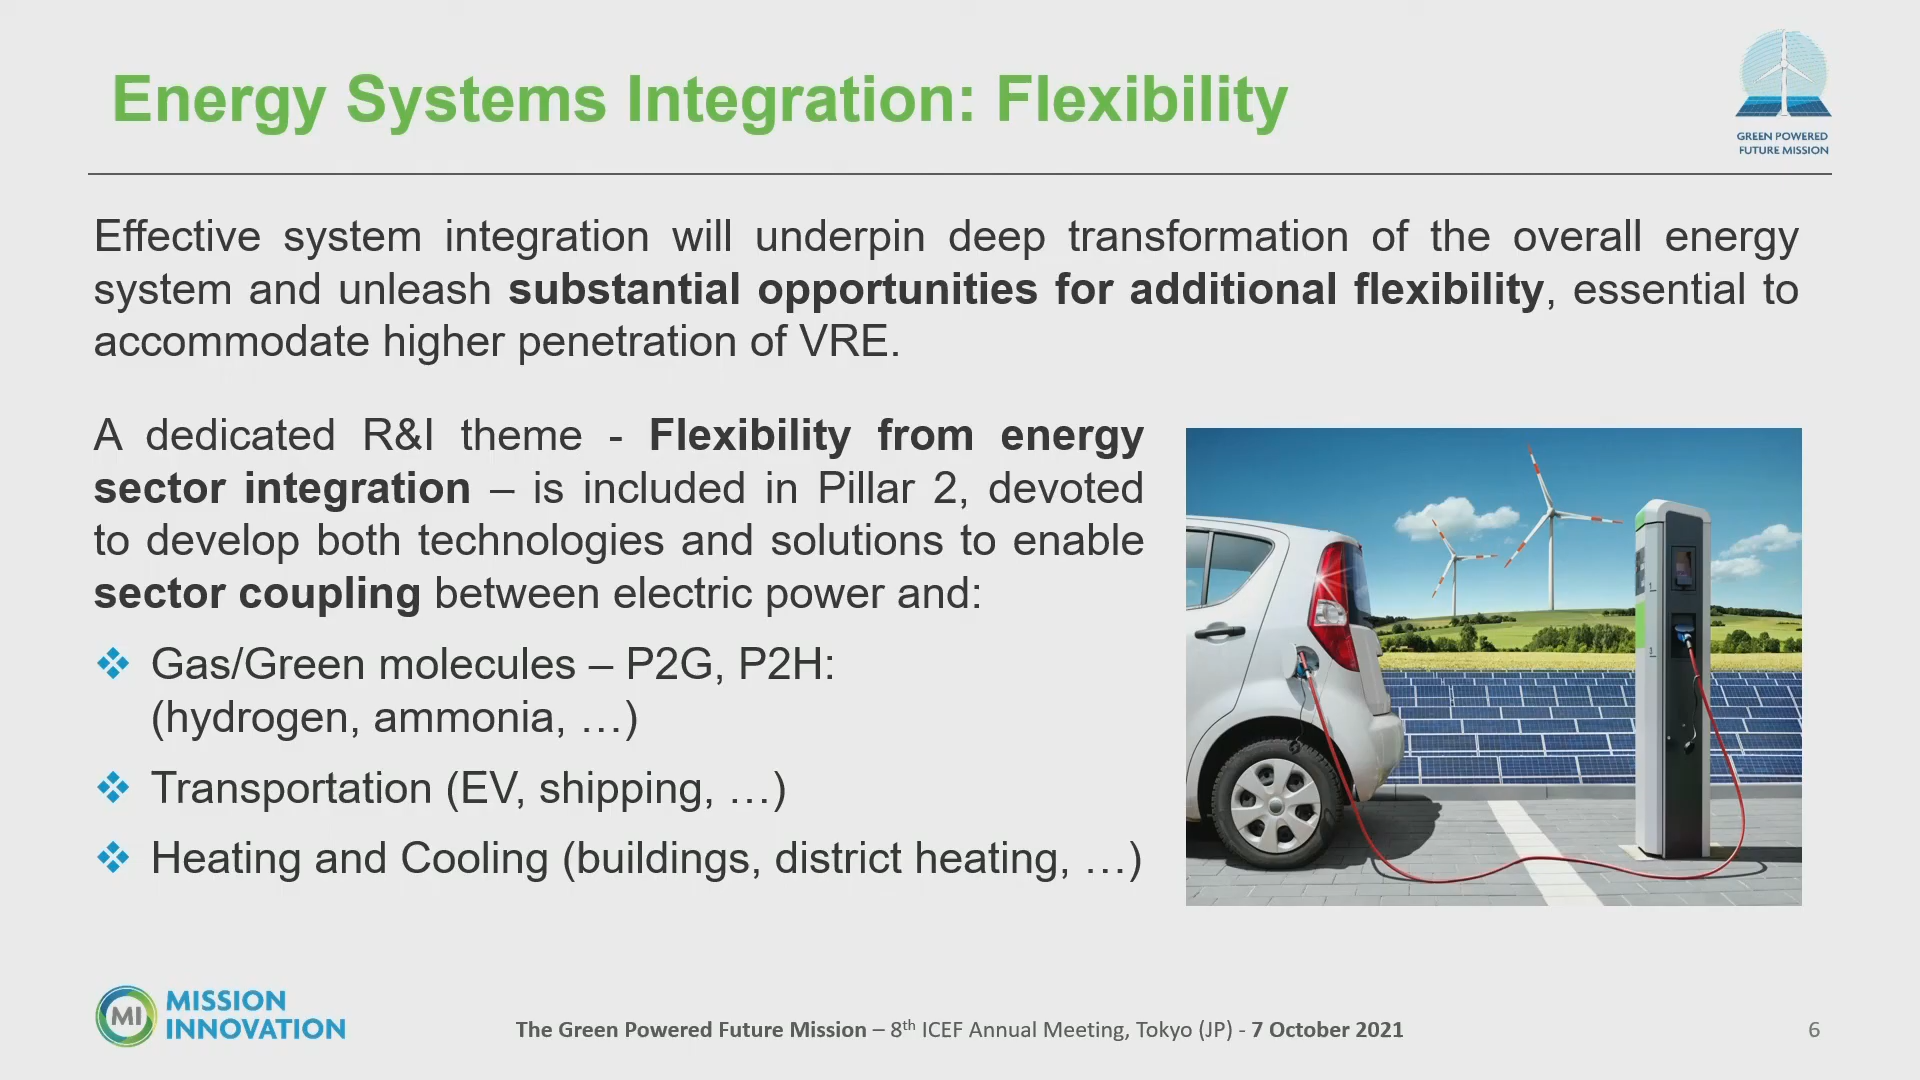 Energy Systems Integration: Flexibility
GREEN POWERED
FUTURE MISSION
Effective system integration will underpin deep transformation of the overall energy
system and unleash substantial opportunities for additional flexibility, essential to
accommodate higher penetration of VRE.
A dedicated R&I theme - Flexibility from energy
sector integration – is included in Pillar 2, devoted
to develop both technologies and solutions to enable
sector coupling between electric power and:
❖ Gas/Green molecules – P2G, P2H:
(hydrogen, ammonia, …)
❖ Transportation (EV, shipping, …)
❖ Heating and Cooling (buildings, district heating, …)
MI
MISSION
INNOVATION
The Green Powered Future Mission – 8th ICEF Annual Meeting, Tokyo (JP) - 7 October 2021
6